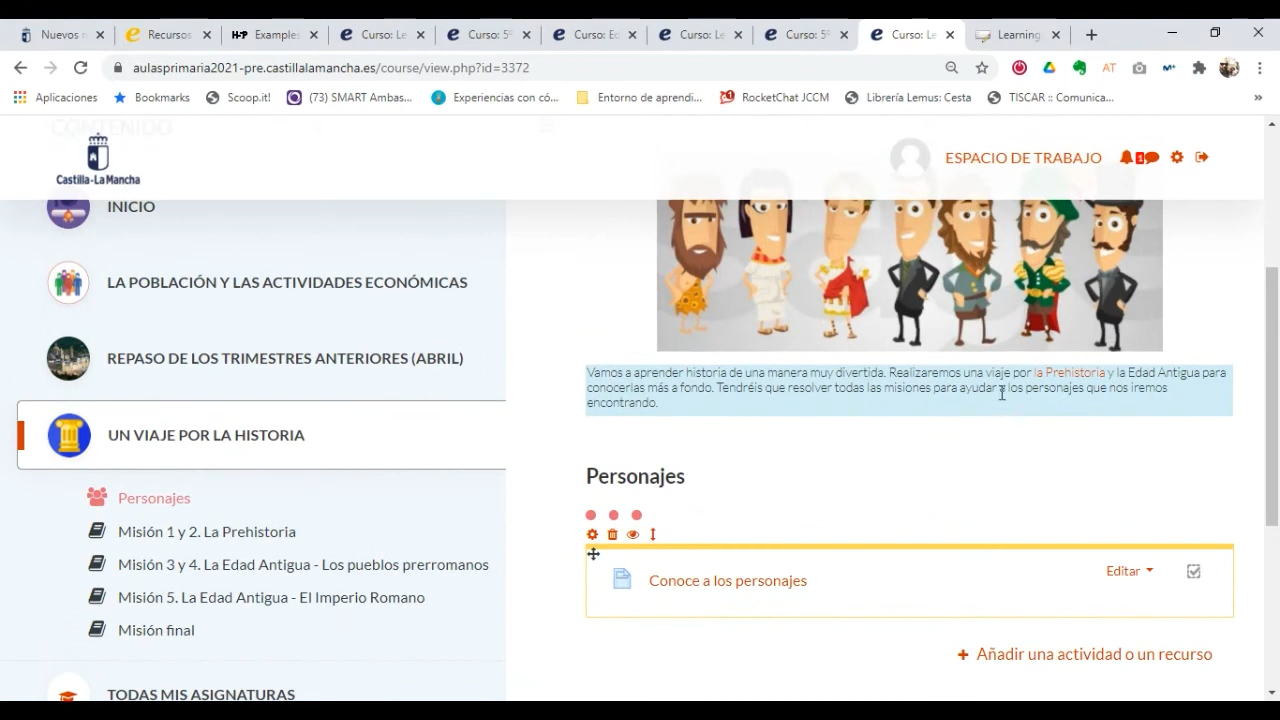 Nuevos n
Recursos
H-P Examples
Curso: Le
Curso: 5º
Curso: Ed
Curso: Le
Curso: 5º
Curso: Le
Learning
aulasprimaria2021-pre.castillalamancha.es/course/view.php?id=3372
AT
Aplicaciones
Bookmarks
Scoop.it!
(73) SMART Ambas...
Experiencias con có...
Entorno de aprendi...
RocketChat JCCM
Librería Lemus: Cesta
TISCAR :: Comunica...
»
CONTENIDO
Castilla-La Mancha
ESPACIO DE TRABAJO
INICIO
LA POBLACIÓN Y LAS ACTIVIDADES ECONÓMICAS
REPASO DE LOS TRIMESTRES ANTERIORES (ABRIL)
UN VIAJE POR LA HISTORIA
Personajes
Misión 1 y 2. La Prehistoria
Misión 3 y 4. La Edad Antigua - Los pueblos prerromanos
Misión 5. La Edad Antigua - El Imperio Romano
Misión final
TODAS MIS ASIGNATURAS
Vamos a aprender historia de una manera muy divertida. Realizaremos una viaje por la Prehistoria y la Edad Antigua para
conocerlas más a fondo. Tendréis que resolver todas las misiones para ayudar a los personajes que nos iremos
encontrando.
Personajes
Conoce a los personajes
Editar
+ Añadir una actividad o un recurso